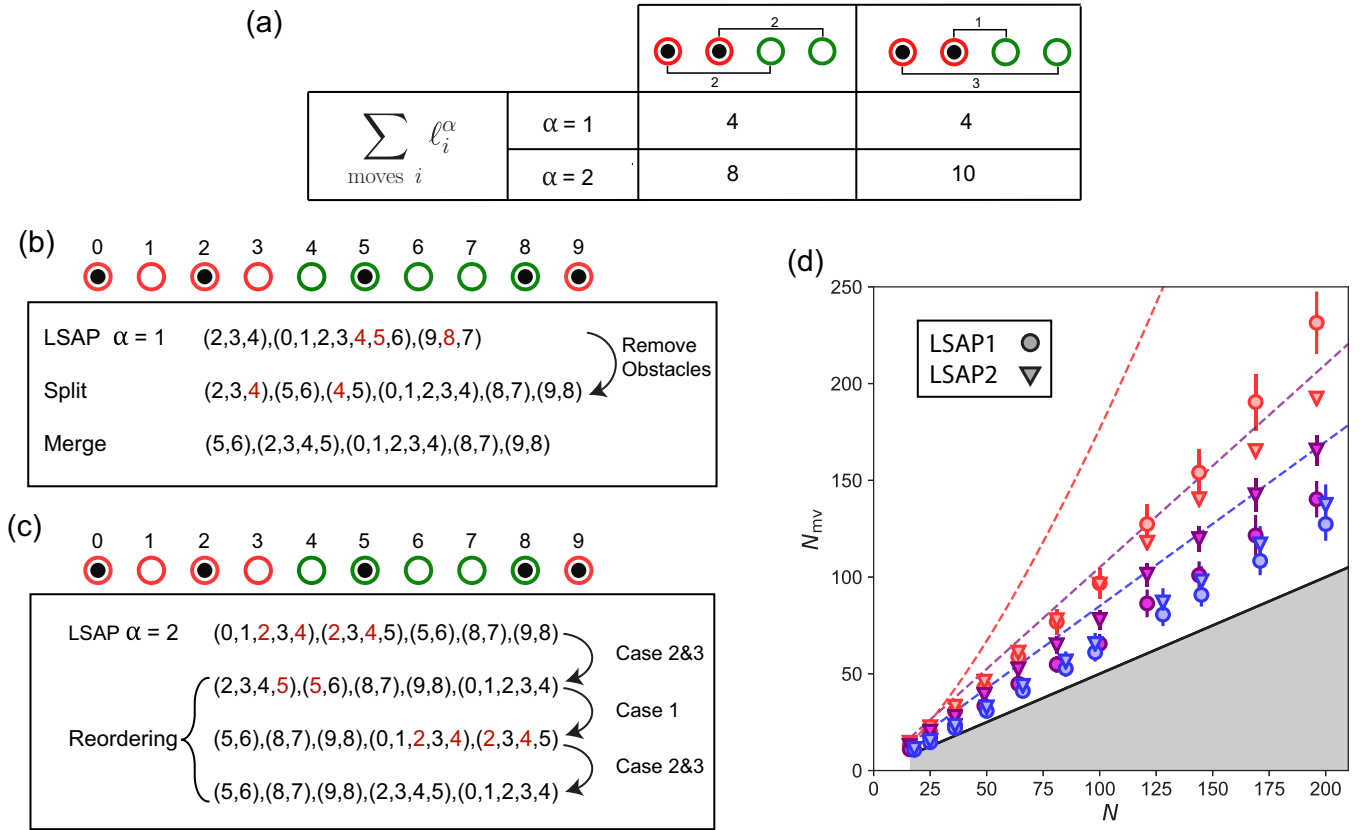 (a)
2
2
1
3
∑ moves i ℓ_i^α
α = 1
4
4
α = 2
8
10
(b)
0 1 2 3 4 5 6 7 8 9
LSAP α = 1 (2,3,4),(0,1,2,3,4,5,6),(9,8,7)
Remove
Obstacles
Split (2,3,4),(5,6),(4,5),(0,1,2,3,4),(8,7),(9,8)
Merge (5,6),(2,3,4,5),(0,1,2,3,4),(8,7),(9,8)
(c)
0 1 2 3 4 5 6 7 8 9
LSAP α = 2 (0,1,2,3,4),(2,3,4,5),(5,6),(8,7),(9,8)
Case 2&3
(2,3,4,5),(5,6),(8,7),(9,8),(0,1,2,3,4)
Case 1
Reordering
(5,6),(8,7),(9,8),(0,1,2,3,4),(2,3,4,5)
Case 2&3
(5,6),(8,7),(9,8),(2,3,4,5),(0,1,2,3,4)
(d)
250
200
150
100
50
0
N_mv
LSAP1
LSAP2
0 25 50 75 100 125 150 175 200
N